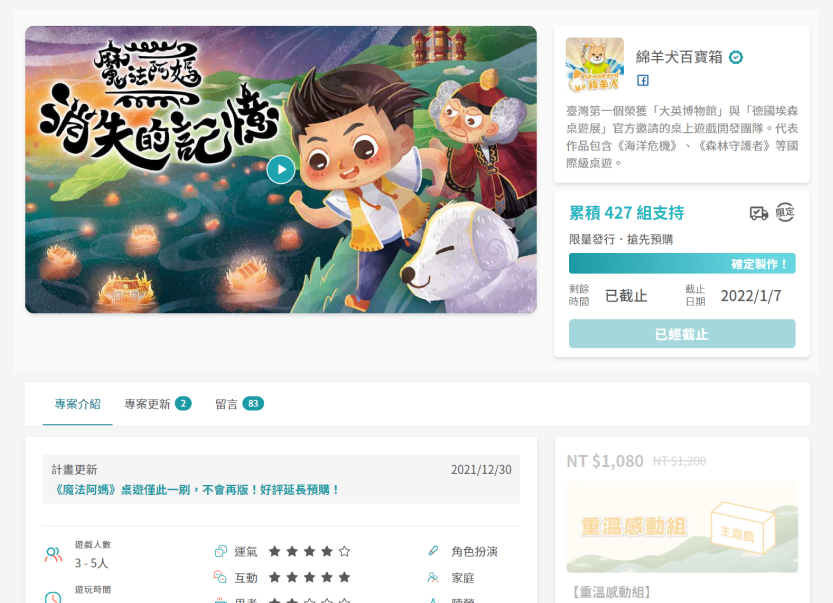 魔法阿媽
消失的記憶
綿羊犬百寶箱
臺灣第一個榮獲「大英博物館」與「德國埃森
桌遊展」官方邀請的桌上遊戲開發團隊。代表
作品包含《海洋危機》、《森林守護者》等國
際級桌遊。
累積 427 組支持
限定
限量發行・搶先預購
確定製作！
剩餘時間 已截止
截止日期 2022/1/7
已經截止
專案介紹 專案更新 2 留言 83
計畫更新 2021/12/30
《魔法阿媽》桌遊僅此一刷，不會再版！好評延長預購！
遊戲人數
3 - 5人
遊玩時間
運氣 ★★★★☆
互動 ★★★★★
角色扮演
家庭
NT $1,080 NT $1,200
重溫感動組
主遊戲
【重溫感動組】